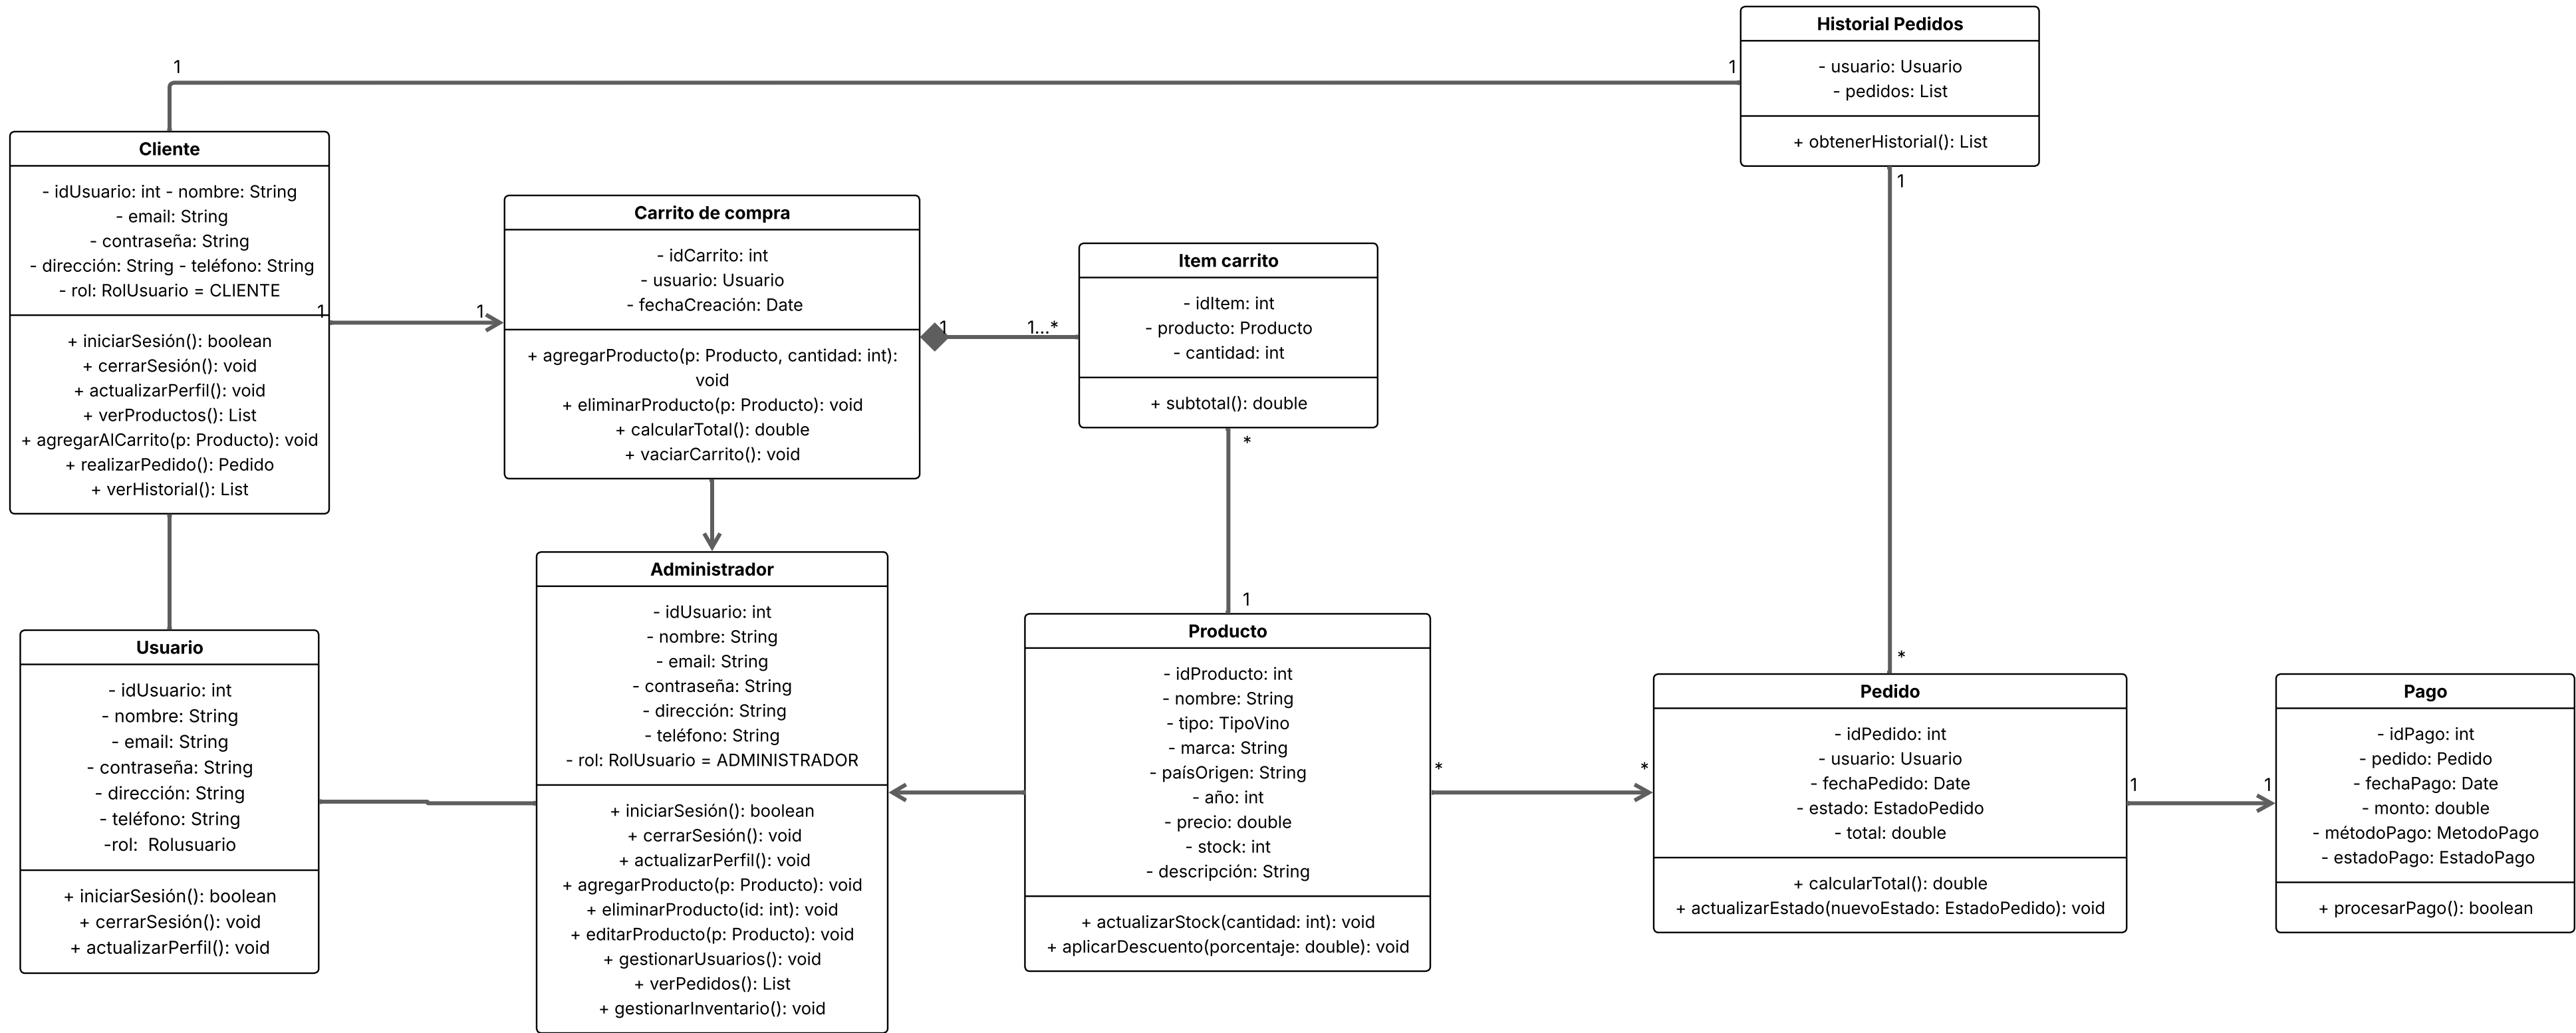 Historial Pedidos
- usuario: Usuario
- pedidos: List
+ obtenerHistorial(): List
1
1
1
*
Cliente
- idUsuario: int - nombre: String
- email: String
- contraseña: String
- dirección: String - teléfono: String
- rol: RolUsuario = CLIENTE
+ iniciarSesión(): boolean
+ cerrarSesión(): void
+ actualizarPerfil(): void
+ verProductos(): List
+ agregarAlCarrito(p: Producto): void
+ realizarPedido(): Pedido
+ verHistorial(): List
1
1
Carrito de compra
- idCarrito: int
- usuario: Usuario
- fechaCreación: Date
+ agregarProducto(p: Producto, cantidad: int):
void
+ eliminarProducto(p: Producto): void
+ calcularTotal(): double
+ vaciarCarrito(): void
1
1...*
Item carrito
- idItem: int
- producto: Producto
- cantidad: int
+ subtotal(): double
*
1
Usuario
- idUsuario: int
- nombre: String
- email: String
- contraseña: String
- dirección: String
- teléfono: String
-rol:  Rolusuario
+ iniciarSesión(): boolean
+ cerrarSesión(): void
+ actualizarPerfil(): void
Administrador
- idUsuario: int
- nombre: String
- email: String
- contraseña: String
- dirección: String
- teléfono: String
- rol: RolUsuario = ADMINISTRADOR
+ iniciarSesión(): boolean
+ cerrarSesión(): void
+ actualizarPerfil(): void
+ agregarProducto(p: Producto): void
+ eliminarProducto(id: int): void
+ editarProducto(p: Producto): void
+ gestionarUsuarios(): void
+ verPedidos(): List
+ gestionarInventario(): void
Producto
- idProducto: int
- nombre: String
- tipo: TipoVino
- marca: String
- paísOrigen: String
- año: int
- precio: double
- stock: int
- descripción: String
+ actualizarStock(cantidad: int): void
+ aplicarDescuento(porcentaje: double): void
*
*
Pedido
- idPedido: int
- usuario: Usuario
- fechaPedido: Date
- estado: EstadoPedido
- total: double
+ calcularTotal(): double
+ actualizarEstado(nuevoEstado: EstadoPedido): void
1
1
Pago
- idPago: int
- pedido: Pedido
- fechaPago: Date
- monto: double
- métodoPago: MetodoPago
- estadoPago: EstadoPago
+ procesarPago(): boolean